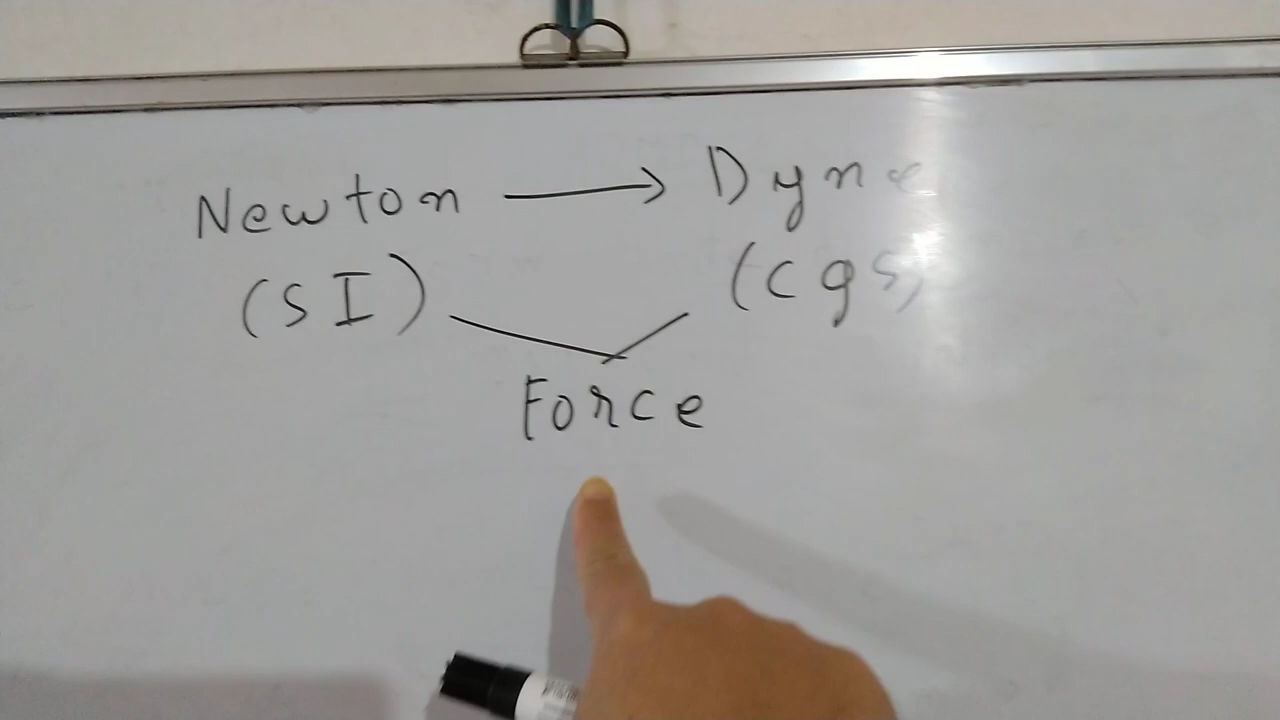 Newton → Dyne
(SI) (cgs)
Force